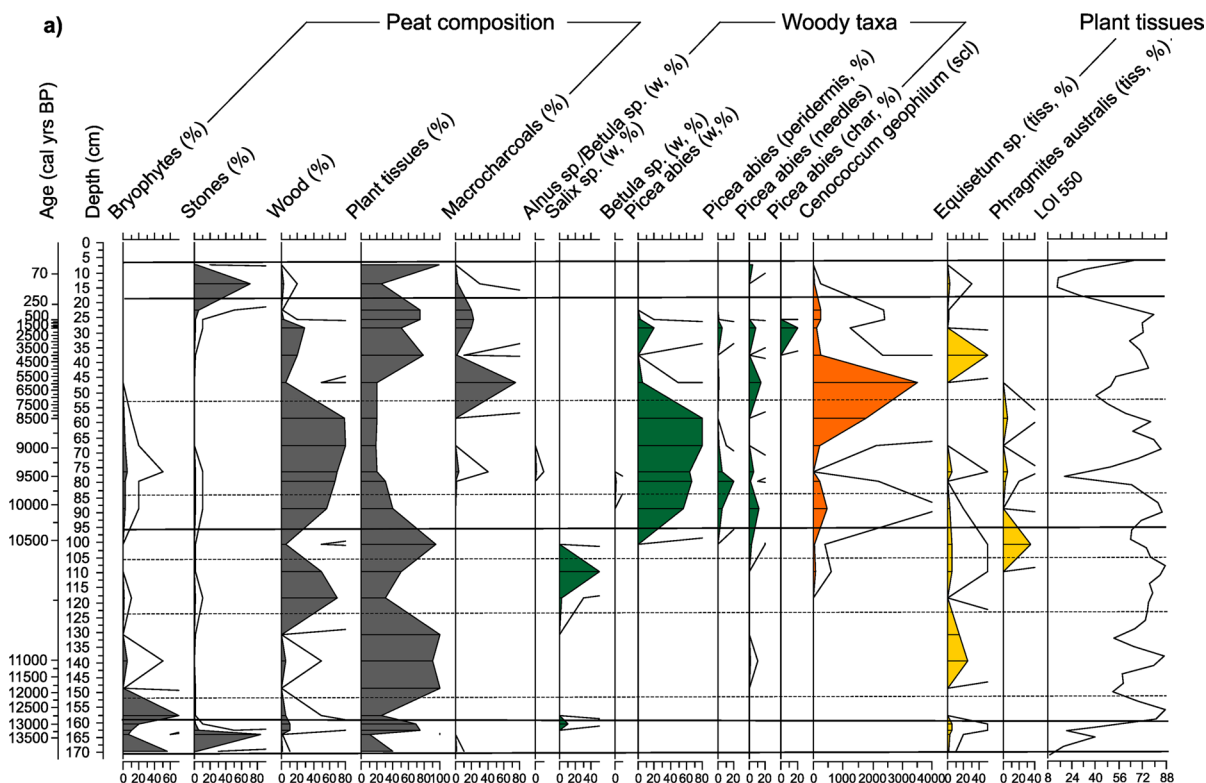 a)
Peat composition
Woody taxa
Plant tissues
Age (cal yrs BP)
Depth (cm)
Bryophytes (%)
Stones (%)
Wood (%)
Plant tissues (%)
Macrocharcoals (%)
Alnus sp./Betula sp. (w, %)
Salix sp. (w, %)
Betula sp. (w, %)
Picea abies (w,%)
Picea abies (peridermis, %)
Picea abies (needles)
Picea abies (char, %)
Cenococcum geophilum (scl)
Equisetum sp. (tiss, %)
Phragmites australis (tiss, %)
LOI 550
0
5
70 10
15
250 20
500 25
1500 30
2500 35
4500 40
5500 45
6500 50
7500 55
8500 60
65
9000 70
75
9500 80
85
10000 90
95
10500 100
105
110
115
120
125
130
135
11000 140
11500 145
12000 150
12500 155
13000 160
13500 165
170
0 20 40 60
0 20 40 60
0 20 40 60 80
0 20 40 60 80 100
0 20 40 60 80
0
0 20 40
0
0 20 40 60 80
0 20
0 20
0 20
0 10000 20000 30000 40000
0 20 40
0 20 40
24 40 56 72 88